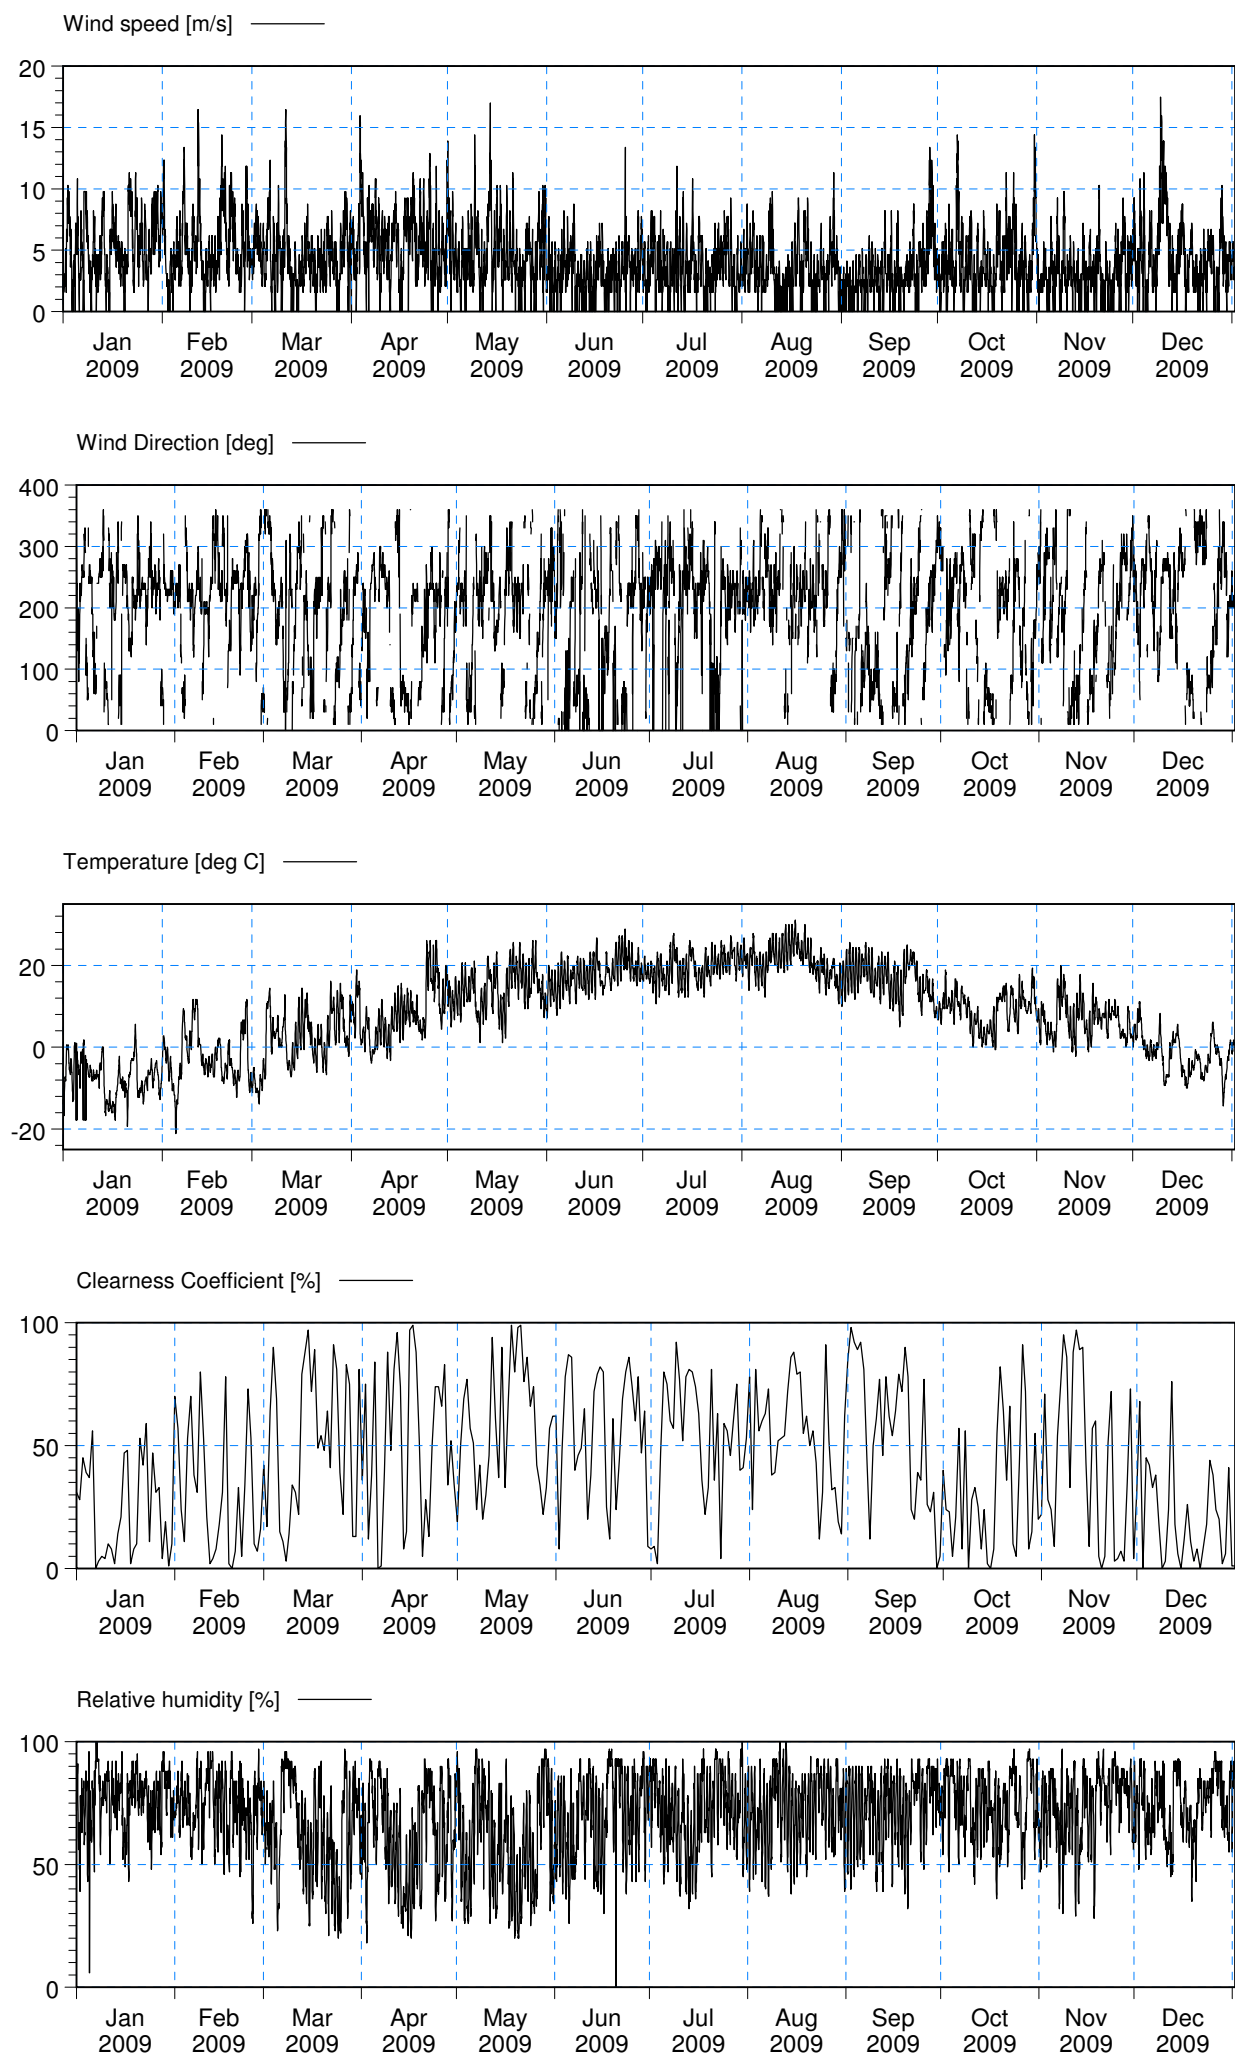 Wind speed [m/s]
20
15
10
5
0
Jan Feb Mar Apr May Jun Jul Aug Sep Oct Nov Dec
2009 2009 2009 2009 2009 2009 2009 2009 2009 2009 2009 2009
Wind Direction [deg]
400
300
200
100
0
Jan Feb Mar Apr May Jun Jul Aug Sep Oct Nov Dec
2009 2009 2009 2009 2009 2009 2009 2009 2009 2009 2009 2009
Temperature [deg C]
20
0
-20
Jan Feb Mar Apr May Jun Jul Aug Sep Oct Nov Dec
2009 2009 2009 2009 2009 2009 2009 2009 2009 2009 2009 2009
Clearness Coefficient [%]
100
50
0
Jan Feb Mar Apr May Jun Jul Aug Sep Oct Nov Dec
2009 2009 2009 2009 2009 2009 2009 2009 2009 2009 2009 2009
Relative humidity [%]
100
50
0
Jan Feb Mar Apr May Jun Jul Aug Sep Oct Nov Dec
2009 2009 2009 2009 2009 2009 2009 2009 2009 2009 2009 2009